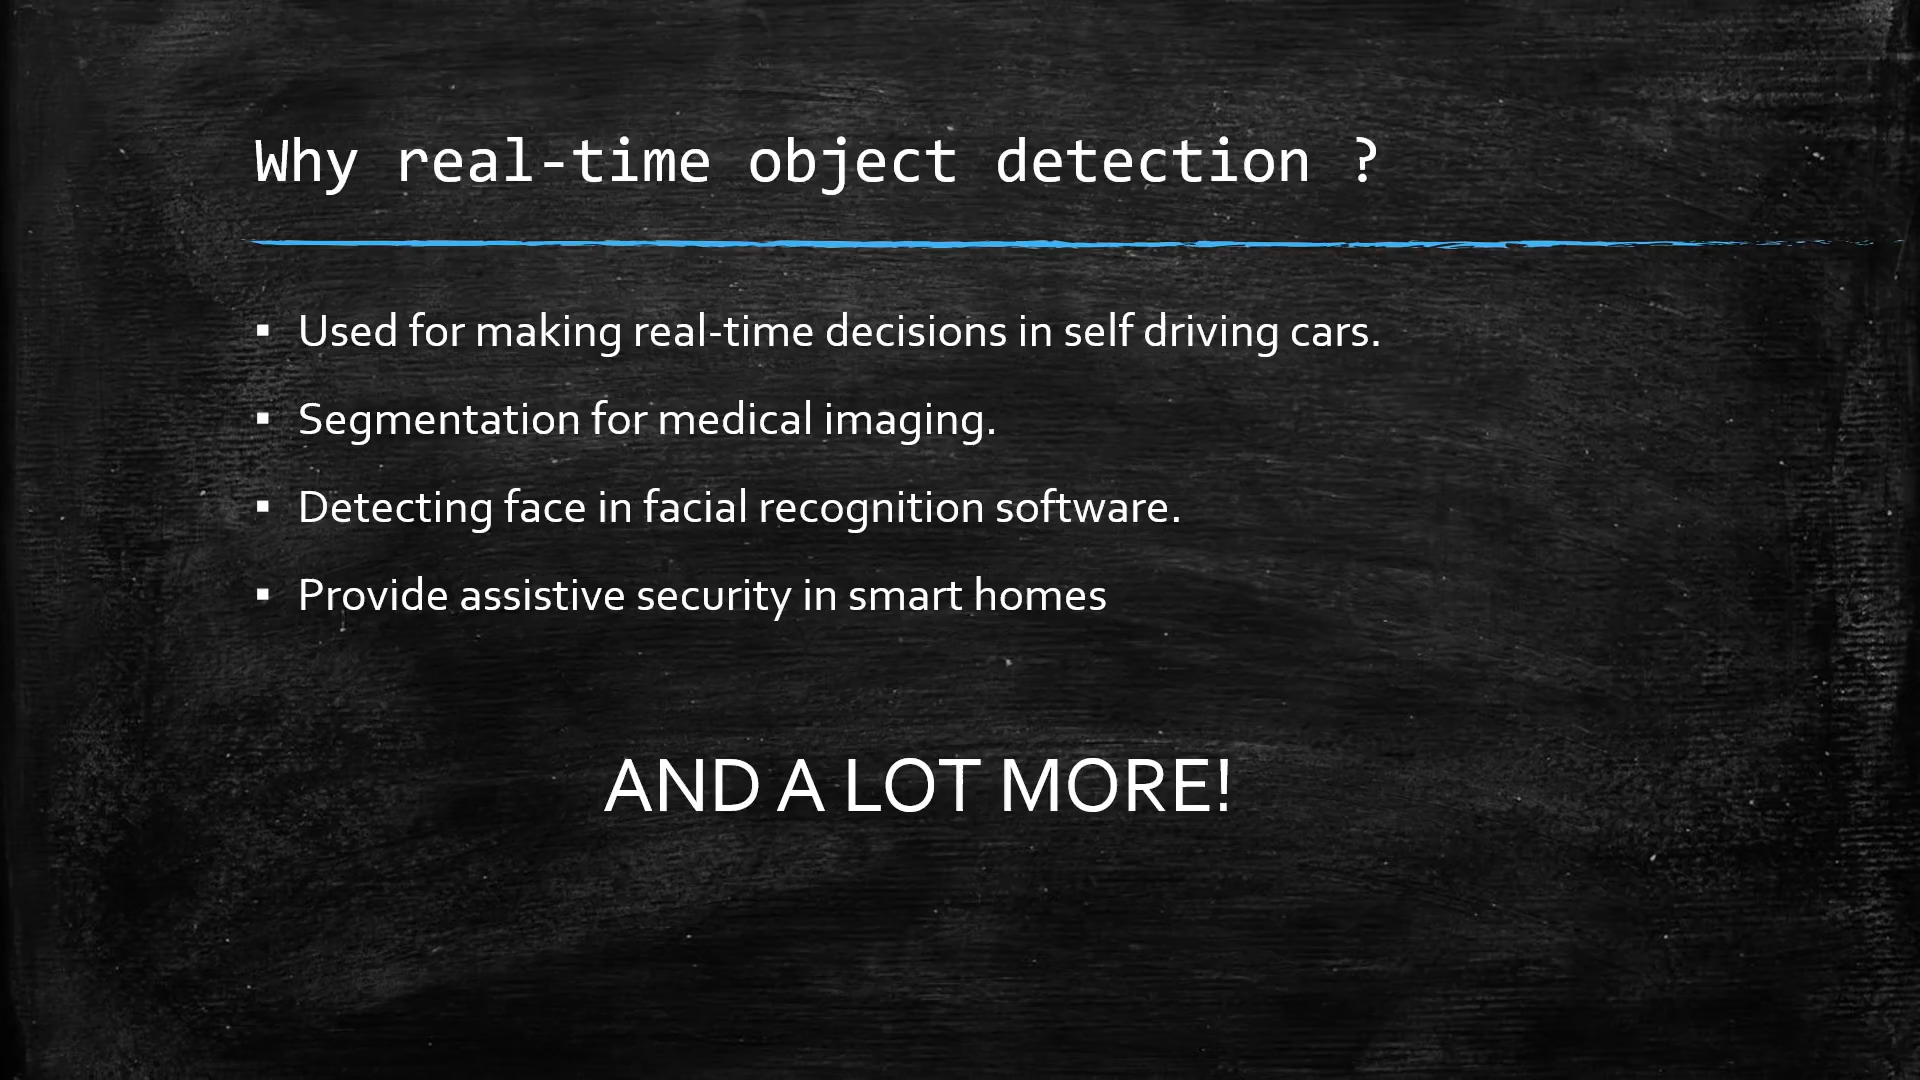 Why real-time object detection ?
▪ Used for making real-time decisions in self driving cars.
▪ Segmentation for medical imaging.
▪ Detecting face in facial recognition software.
▪ Provide assistive security in smart homes
AND A LOT MORE!